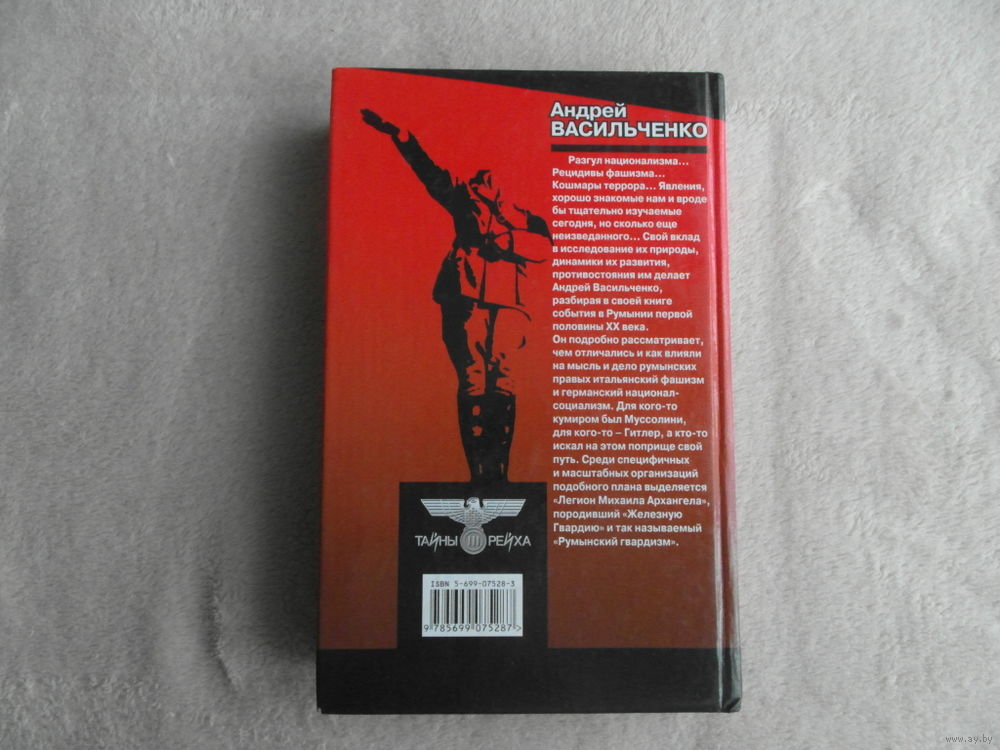 Андрей
ВАСИЛЬЧЕНКО
Разгул национализма...
Рецидивы фашизма...
Кошмары террора... Явления,
хорошо знакомые нам и вроде
бы тщательно изучаемые
сегодня, но сколько еще
неизведанного... Свой вклад
в исследование их природы,
динамики их развития,
противостояния им делает
Андрей Васильченко,
разбирая в своей книге
события в Румынии первой
половины XX века.
Он подробно рассматривает,
чем отличались и как влияли
на мысль и дело румынских
правых итальянский фашизм
и германский национал-
социализм. Для кого-то
кумиром был Муссолини,
для кого-то – Гитлер, а кто-то
искал на этом поприще свой
путь. Среди специфичных
и масштабных организаций
подобного плана выделяется
«Легион Михаила Архангела»,
породивший «Железную
Гвардию» и так называемый
«Румынский гвардизм».
ТАЙНЫ III РЕЙХА
ISBN 5-699-07528-3
9 785699 075287 >
www.ay.by